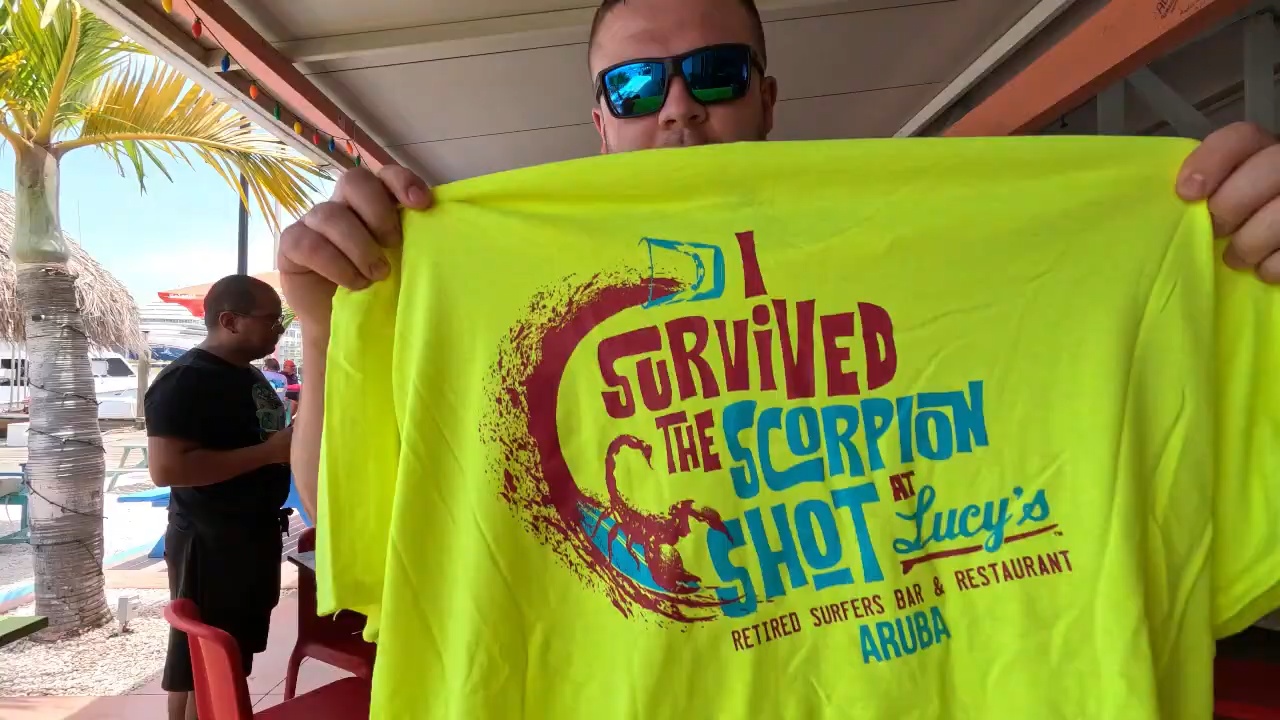 I
SURVIVED
THE SCORPION
SHOT AT Lucy's
RETIRED SURFERS BAR & RESTAURANT
ARUBA